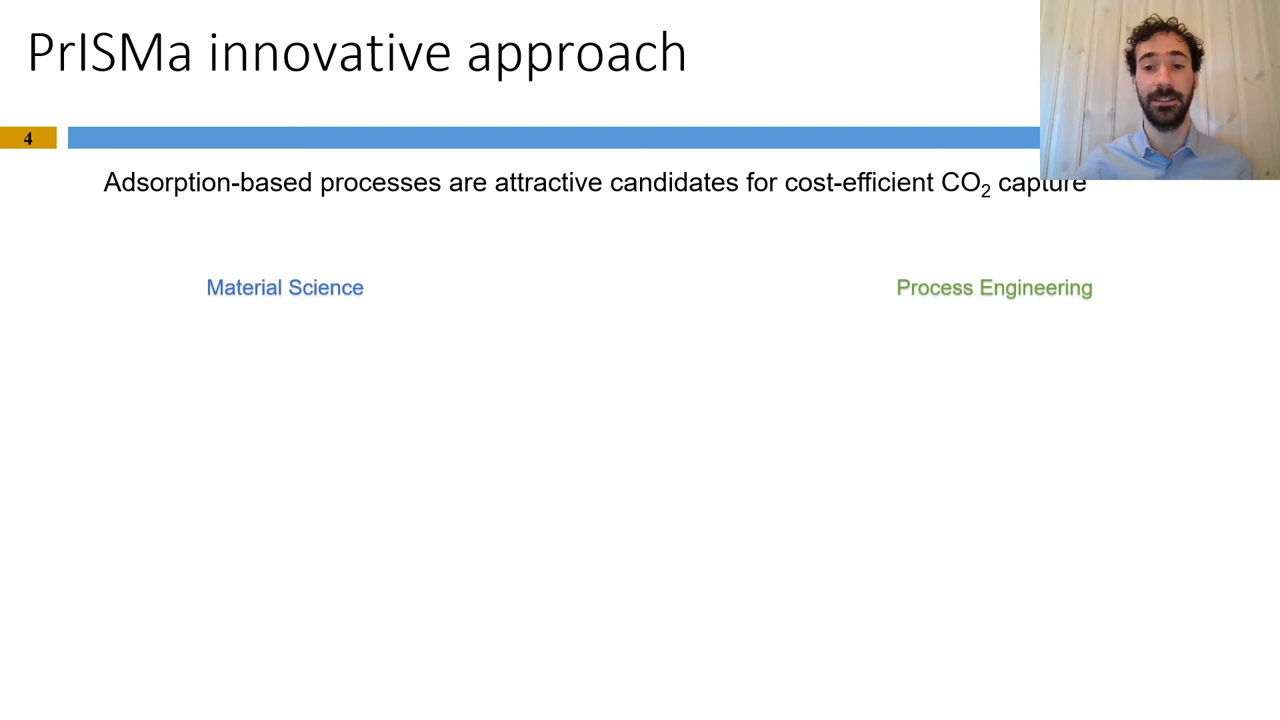 PrISMa innovative approach
4
Adsorption-based processes are attractive candidates for cost-efficient CO₂ capture
Material Science
Process Engineering